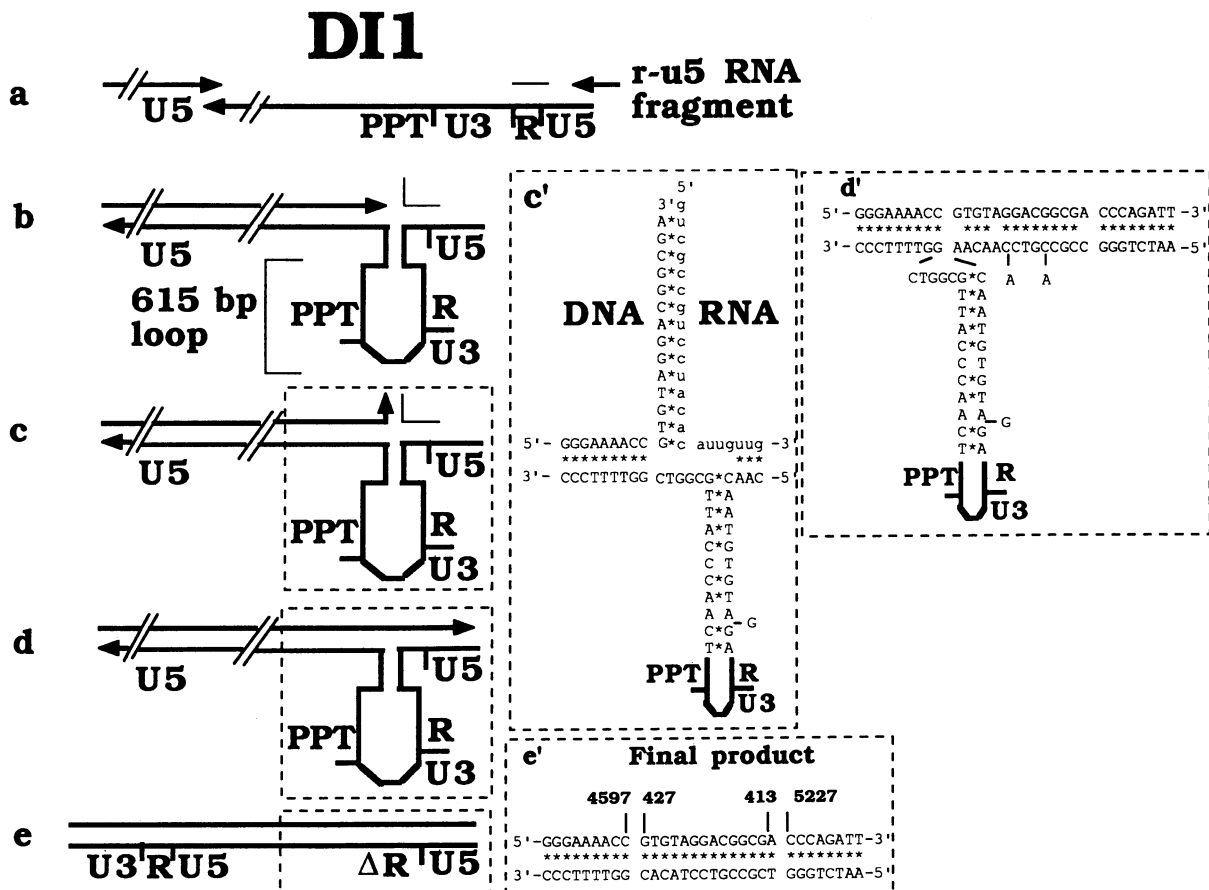 DI1
a
U5
PPT U3 R U5
r-u5 RNA
fragment
b
U5
U5
615 bp
loop
PPT
R
U3
c
U5
U5
PPT
R
U3
d
U5
U5
PPT
R
U3
e
U3 R U5
ΔR U5
c'
5'
3'g
A*u
G*c
C*g
G*c
G*c
C*g
A*u
G*c
G*c
A*u
T*a
G*c
T*a
DNA RNA
5'- GGGAAAACC G*c auuguug -3'
********* ***
3'- CCCTTTTGG CTGGCG*CAAC -5'
T*A
T*A
A*T
C*G
C T
C*G
A*T
A A-G
C*G
T*A
PPT
R
U3
d'
5'- GGGAAAACC GTGTAGGACGGCGA CCCAGATT -3'
********* *** ******** ********
3'- CCCTTTTGG AACAACCTGCCGCC GGGTCTAA -5'
CTGGCG*C A A
T*A
T*A
A*T
C*G
C T
C*G
A*T
A A-G
C*G
T*A
PPT
R
U3
e' Final product
4597 427 413 5227
5'-GGGAAAACC GTGTAGGACGGCGA CCCAGATT-3'
********* ************** ********
3'-CCCTTTTGG CACATCCTGCCGCT GGGTCTAA-5'